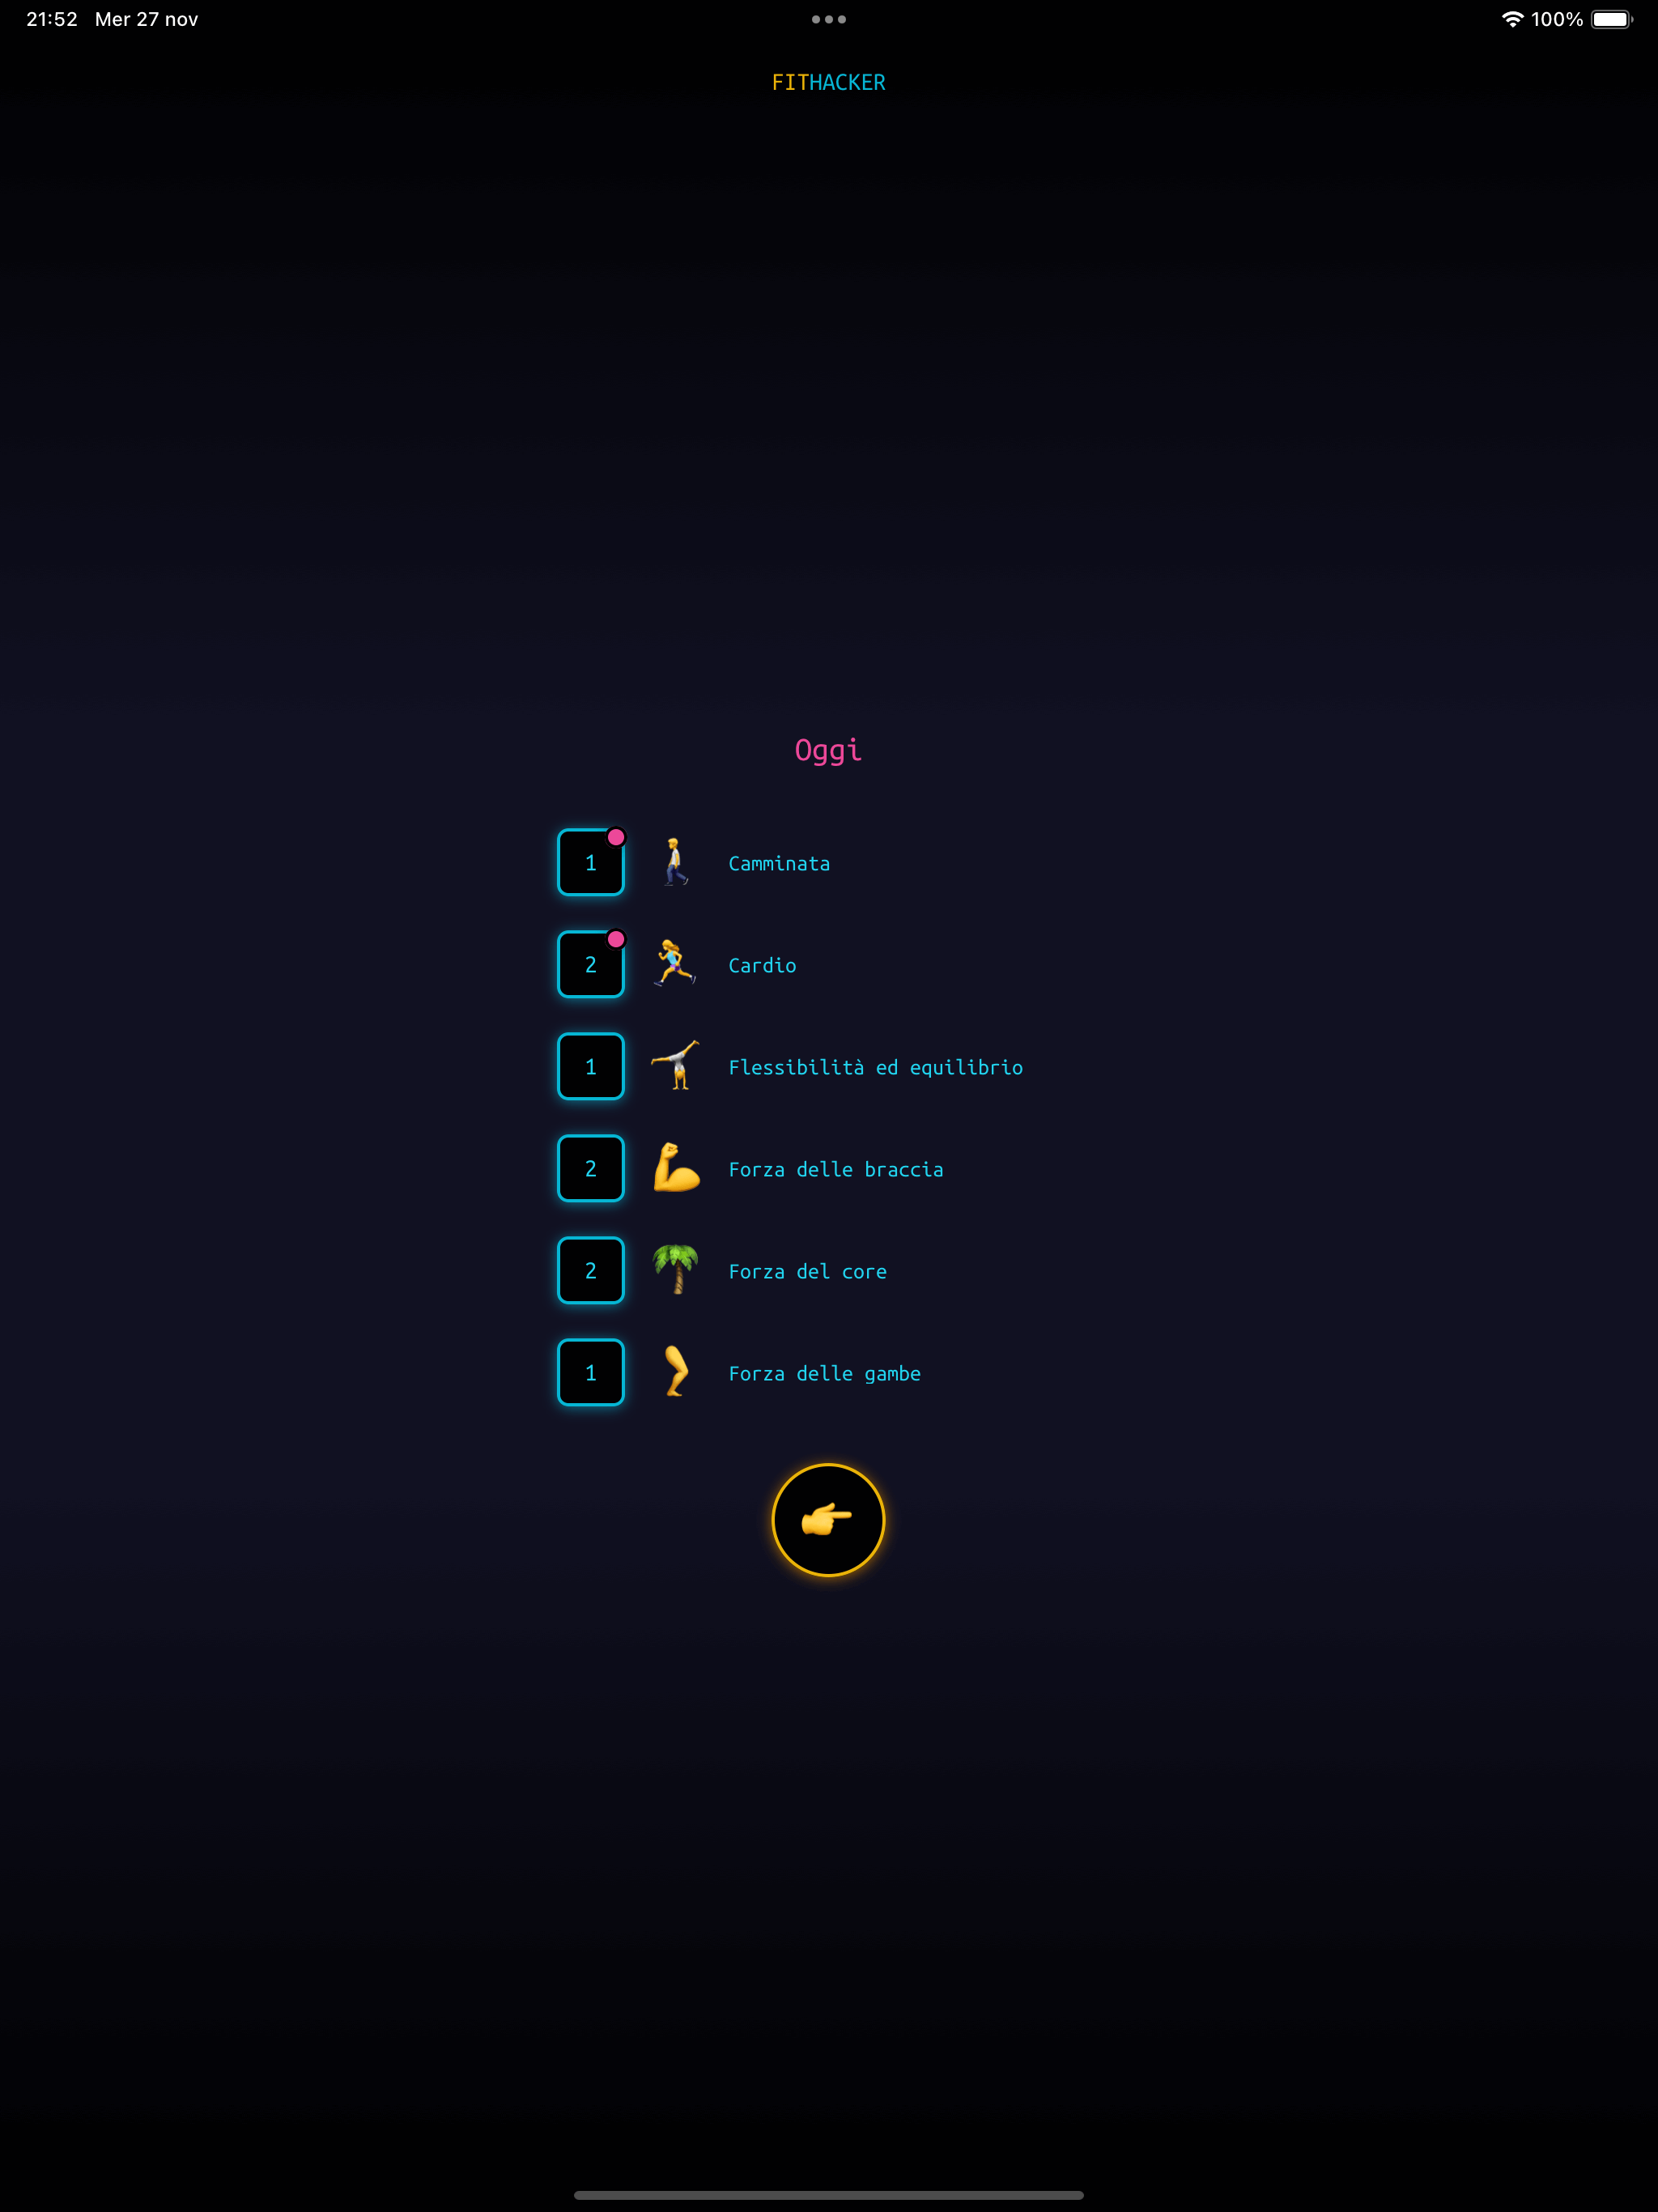 21:52 Mer 27 nov
100%
FITHACKER
Oggi
1 Camminata
2 Cardio
1 Flessibilità ed equilibrio
2 Forza delle braccia
2 Forza del core
1 Forza delle gambe